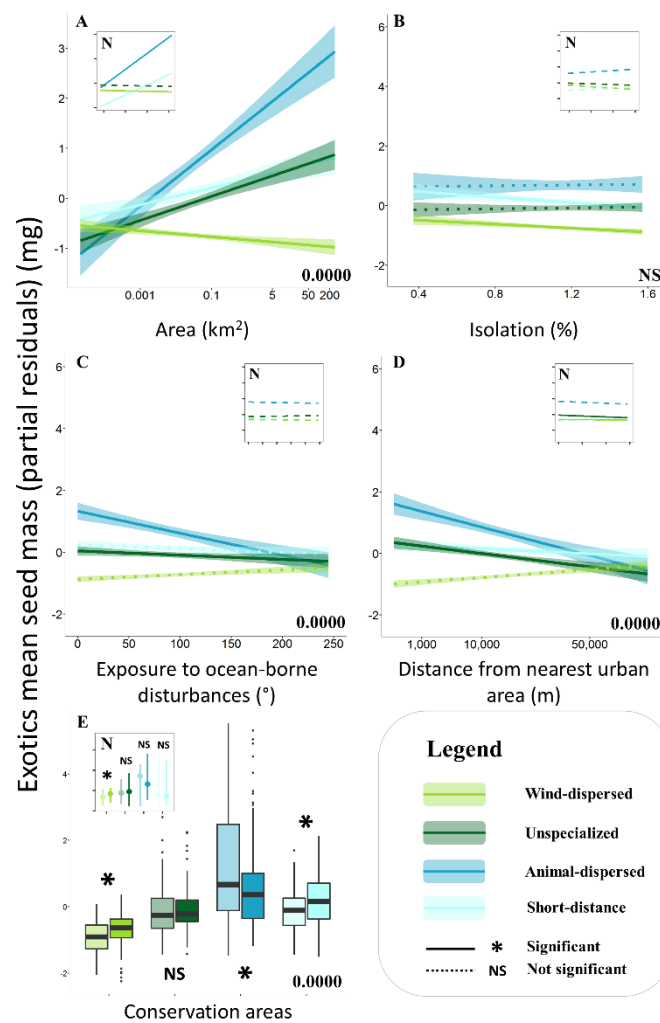 Exotics mean seed mass (partial residuals) (mg)
A
N
3
2
1
0
-1
0.0000
0.001
0.1
5
50
200
Area (km²)
B
N
6
4
2
0
-2
NS
0.4
0.8
1.2
1.6
Isolation (%)
C
N
6
4
2
0
-2
0.0000
0
50
100
150
200
250
Exposure to ocean-borne
disturbances (°)
D
N
6
4
2
0
-2
0.0000
1,000
10,000
50,000
Distance from nearest urban
area (m)
E
N
*
NS
NS
NS
4
2
0
-2
*
NS
*
*
0.0000
Conservation areas
Legend
Wind-dispersed
Unspecialized
Animal-dispersed
Short-distance
* Significant
NS Not significant